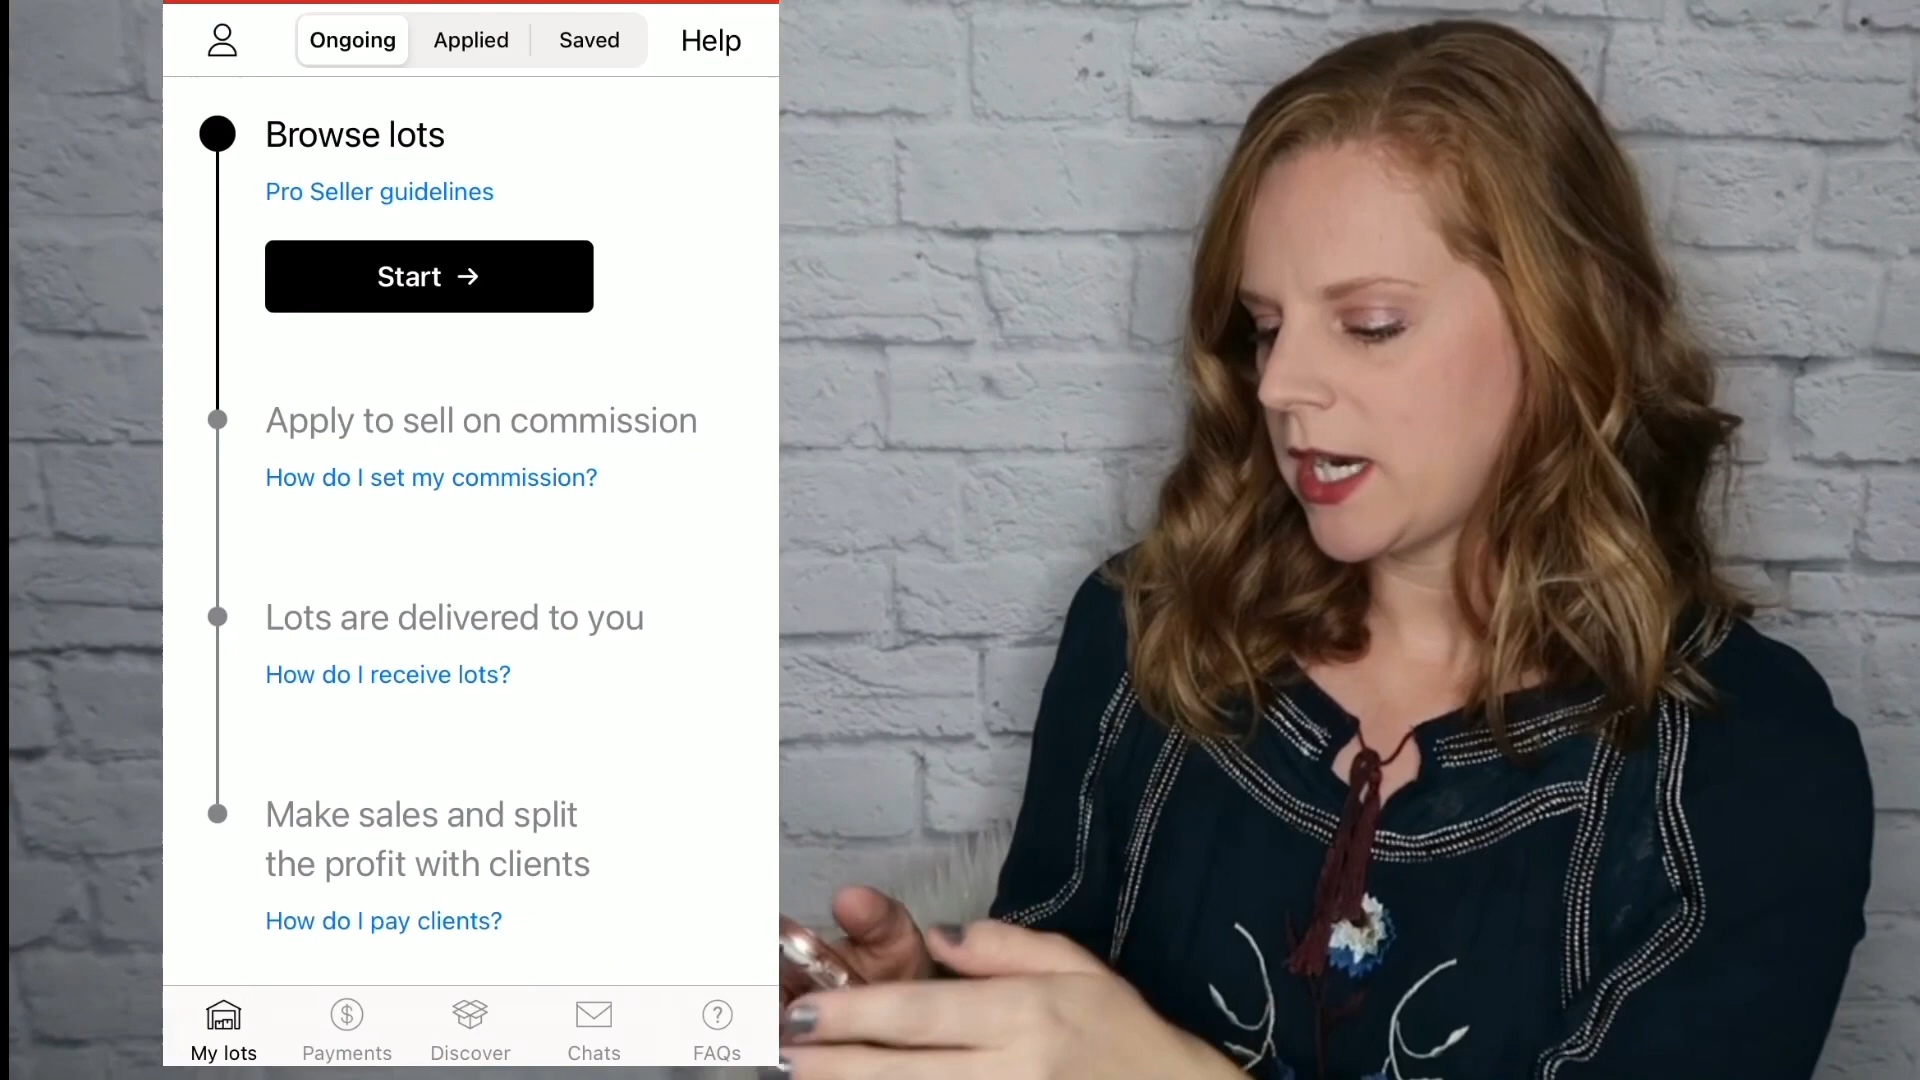 Ongoing Applied Saved Help
Browse lots
Pro Seller guidelines
Start →
Apply to sell on commission
How do I set my commission?
Lots are delivered to you
How do I receive lots?
Make sales and split
the profit with clients
How do I pay clients?
My lots Payments Discover Chats FAQs